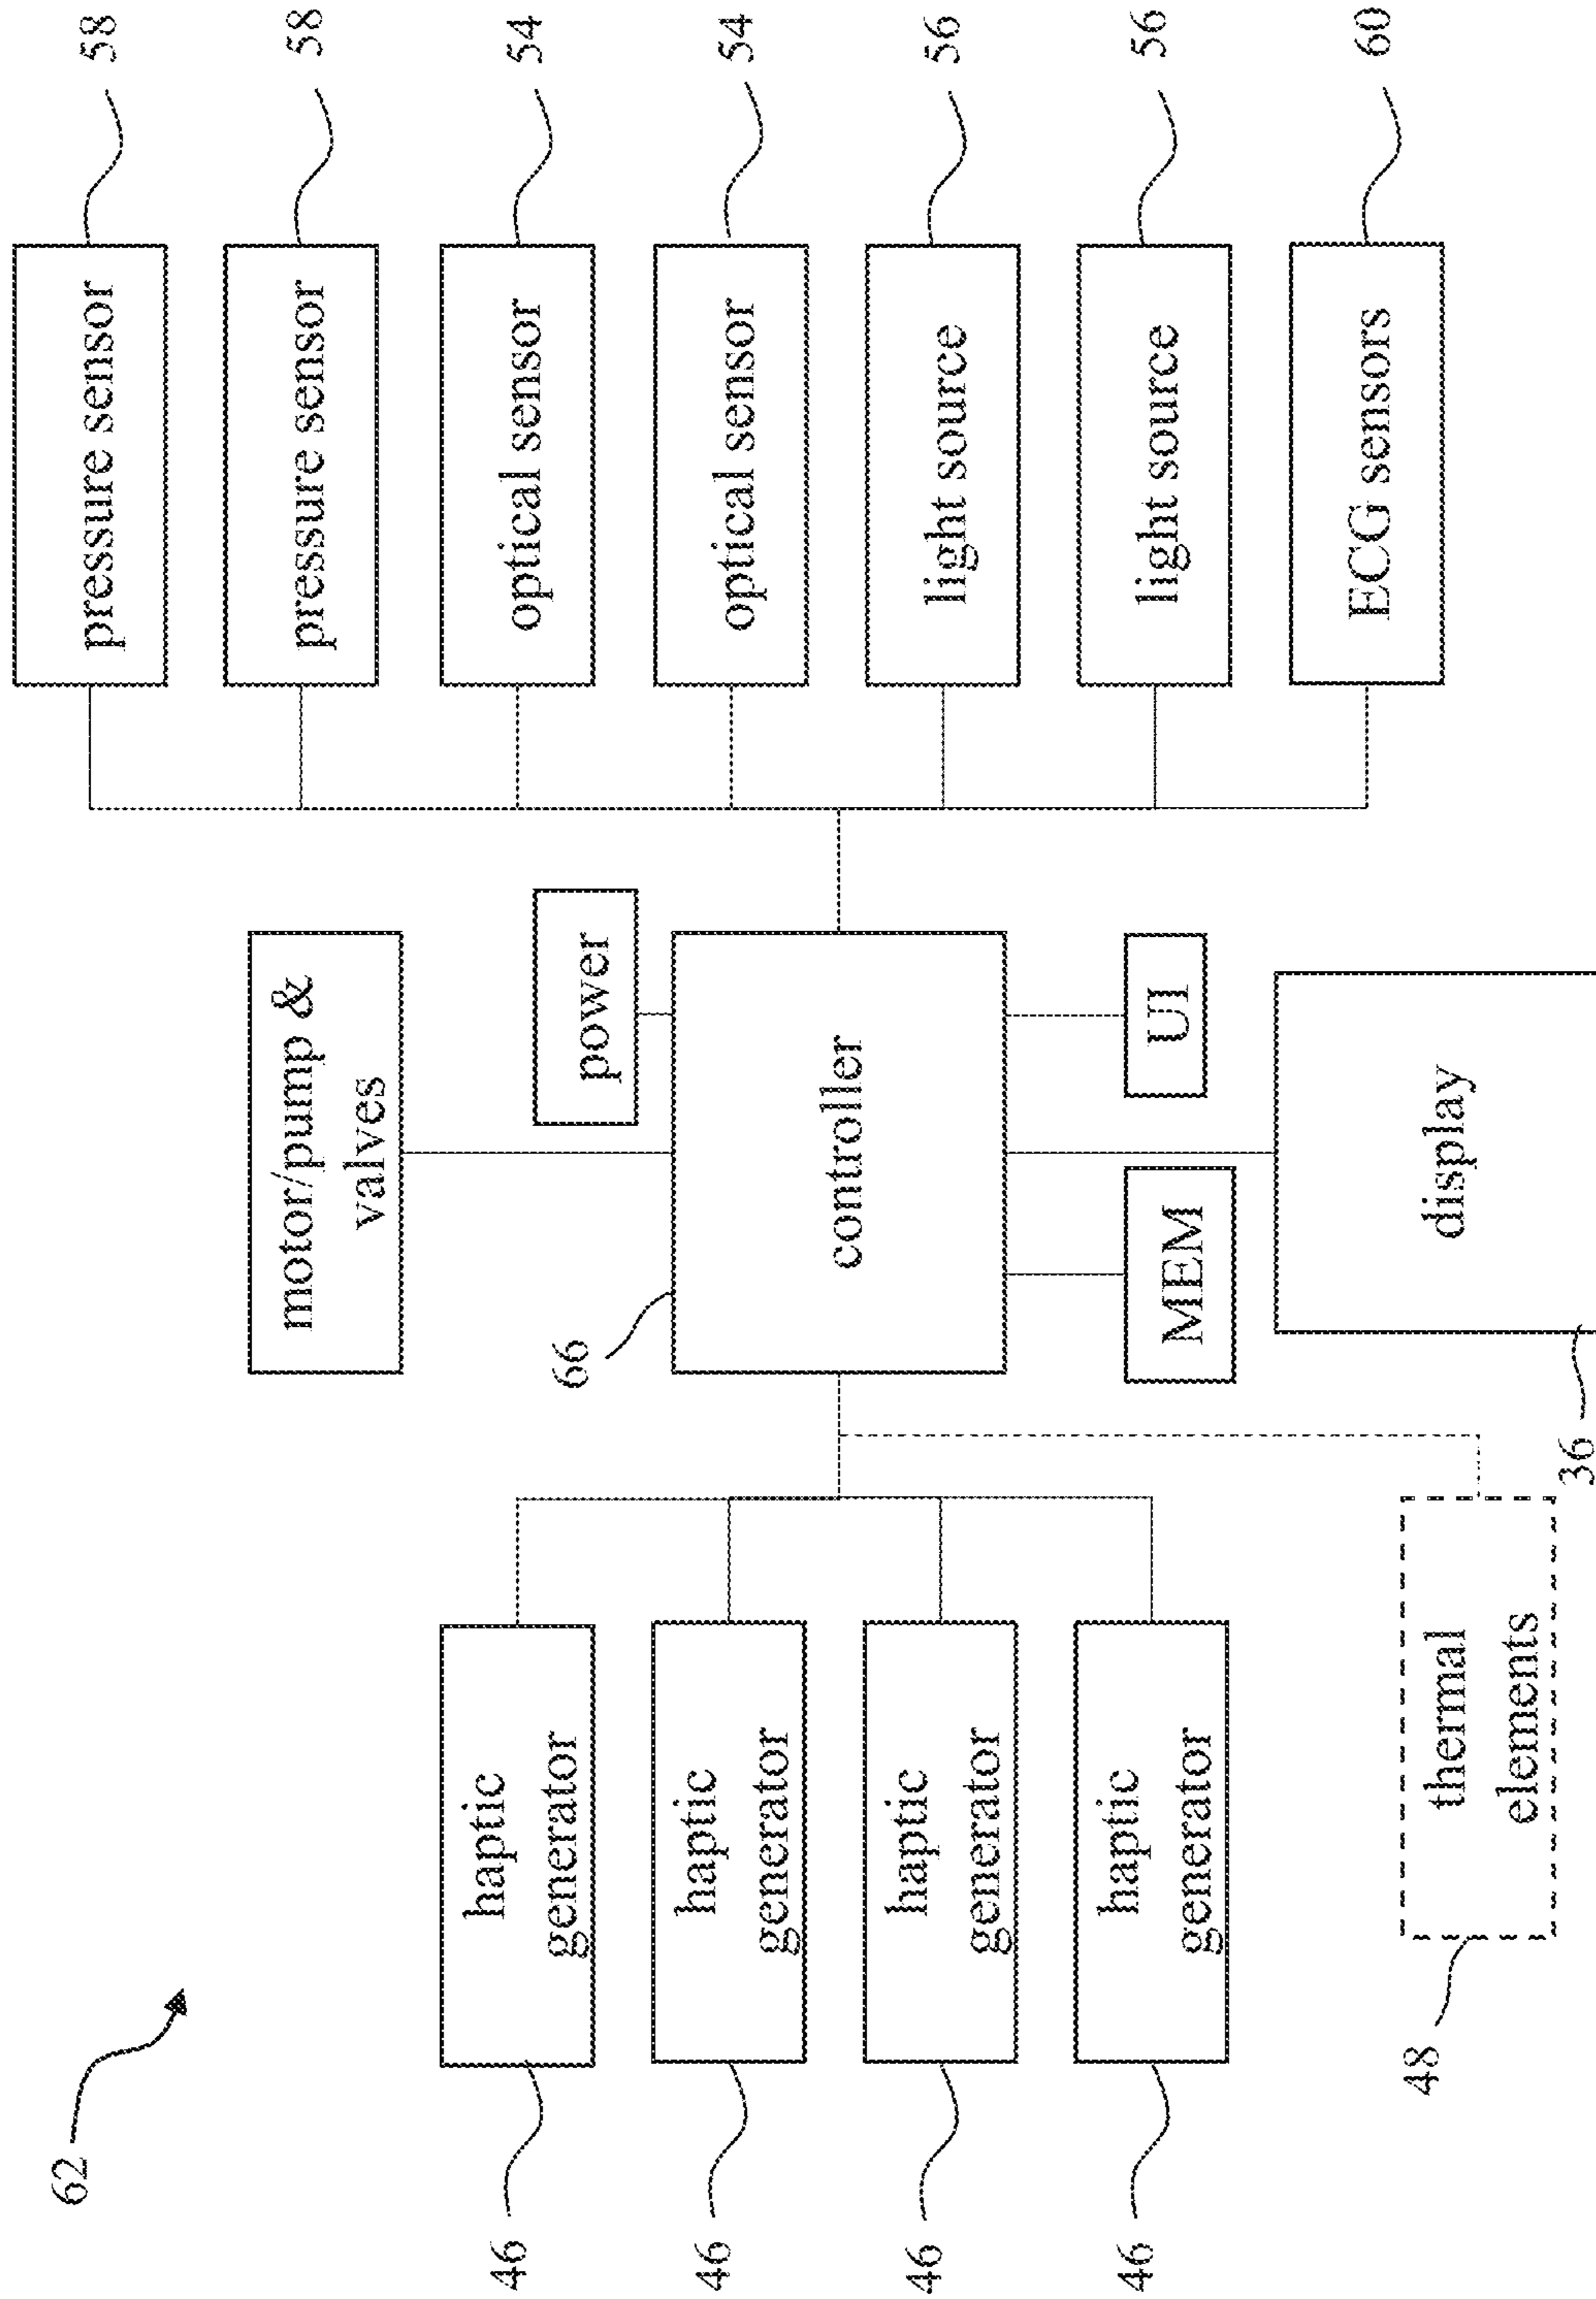 62
46
haptic
generator
46
haptic
generator
46
haptic
generator
46
haptic
generator
48
thermal
elements
motor/pump &
valves
power
66
controller
MEM
UI
display
36
pressure sensor
58
pressure sensor
58
optical sensor
54
optical sensor
54
light source
56
light source
56
ECG sensors
60